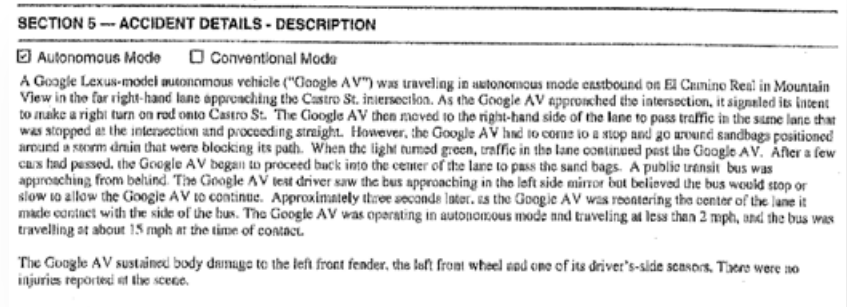 SECTION 5 — ACCIDENT DETAILS - DESCRIPTION
Autonomous Mode Conventional Mode
A Google Lexus-model autonomous vehicle ("Google AV") was traveling in autonomous mode eastbound on El Camino Real in Mountain
View in the far right-hand lane approaching the Castro St. intersection. As the Google AV approached the intersection, it signaled its intent
to make a right turn on red onto Castro St. The Google AV then moved to the right-hand side of the lane to pass traffic in the same lane that
was stopped at the intersection and proceeding straight. However, the Google AV had to come to a stop and go around sandbags positioned
around a storm drain that were blocking its path. When the light turned green, traffic in the lane continued past the Google AV. After a few
cars had passed, the Google AV began to proceed back into the center of the lane to pass the sand bags. A public transit bus was
approaching from behind. The Google AV test driver saw the bus approaching in the left side mirror but believed the bus would stop or
slow to allow the Google AV to continue. Approximately three seconds later, as the Google AV was reentering the center of the lane it
made contact with the side of the bus. The Google AV was operating in autonomous mode and traveling at less than 2 mph, and the bus was
travelling at about 15 mph at the time of contact.
The Google AV sustained body damage to the left front fender, the left front wheel and one of its driver's-side sensors. There were no
injuries reported at the scene.